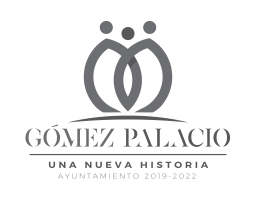 GÓMEZ PALACIO
UNA NUEVA HISTORIA
AYUNTAMIENTO 2019-2022